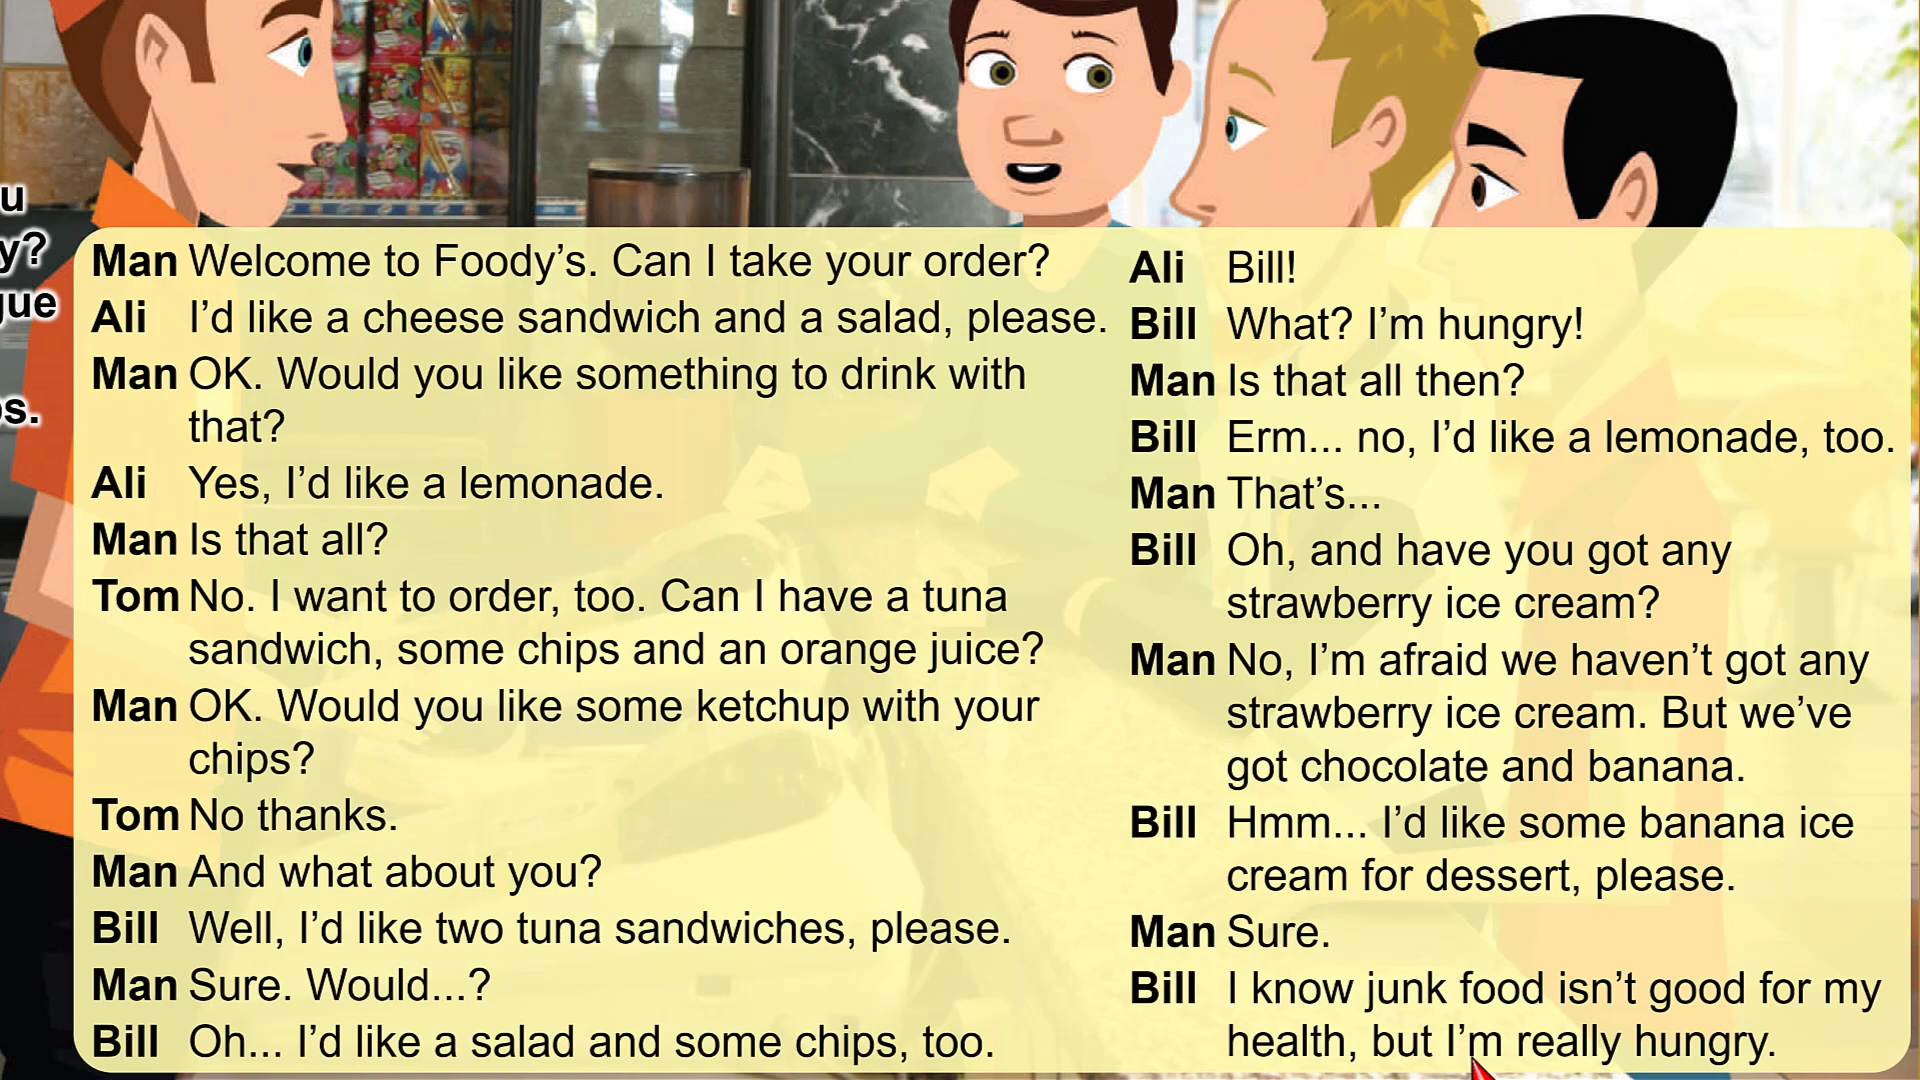 u
y?
gue
os.
Man Welcome to Foody’s. Can I take your order?
Ali I’d like a cheese sandwich and a salad, please.
Man OK. Would you like something to drink with
that?
Ali Yes, I’d like a lemonade.
Man Is that all?
Tom No. I want to order, too. Can I have a tuna
sandwich, some chips and an orange juice?
Man OK. Would you like some ketchup with your
chips?
Tom No thanks.
Man And what about you?
Bill Well, I’d like two tuna sandwiches, please.
Man Sure. Would...?
Bill Oh... I’d like a salad and some chips, too.
Ali Bill!
Bill What? I’m hungry!
Man Is that all then?
Bill Erm... no, I’d like a lemonade, too.
Man That’s...
Bill Oh, and have you got any
strawberry ice cream?
Man No, I’m afraid we haven’t got any
strawberry ice cream. But we’ve
got chocolate and banana.
Bill Hmm... I’d like some banana ice
cream for dessert, please.
Man Sure.
Bill I know junk food isn’t good for my
health, but I’m really hungry.